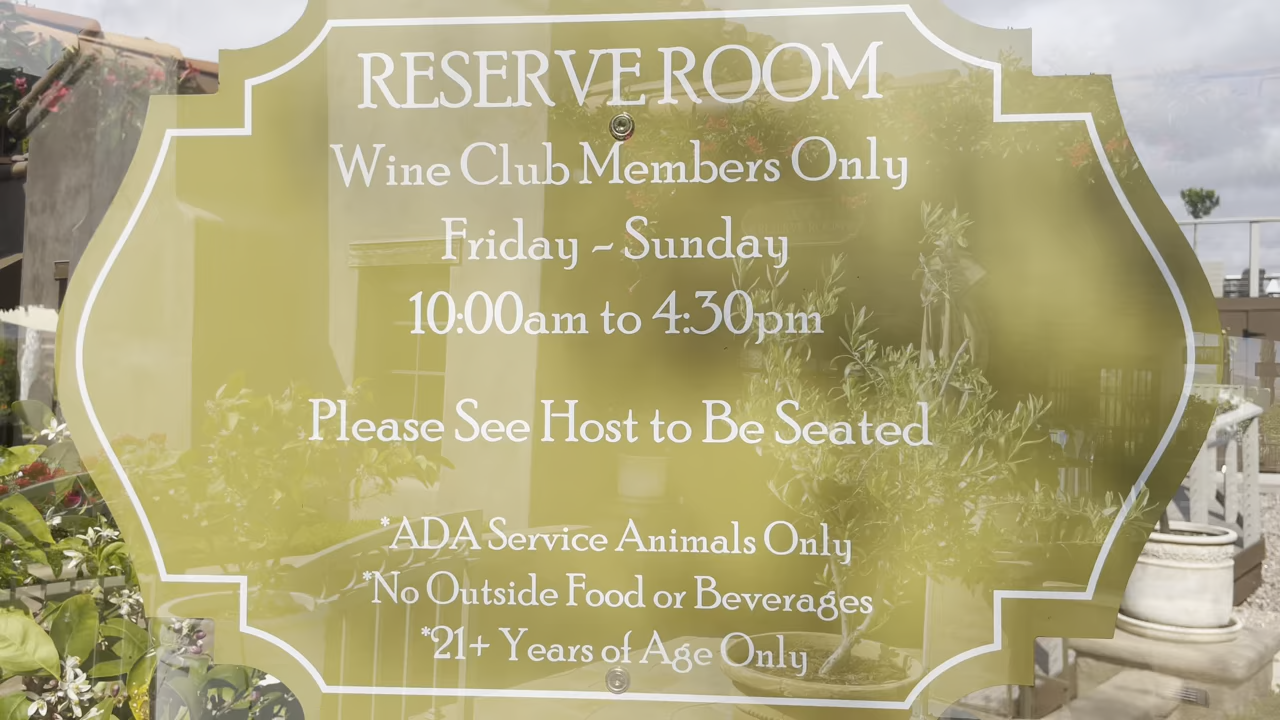 RESERVE ROOM
Wine Club Members Only
Friday - Sunday
10:00am to 4:30pm
Please See Host to Be Seated
*ADA Service Animals Only
*No Outside Food or Beverages
*21+ Years of Age Only